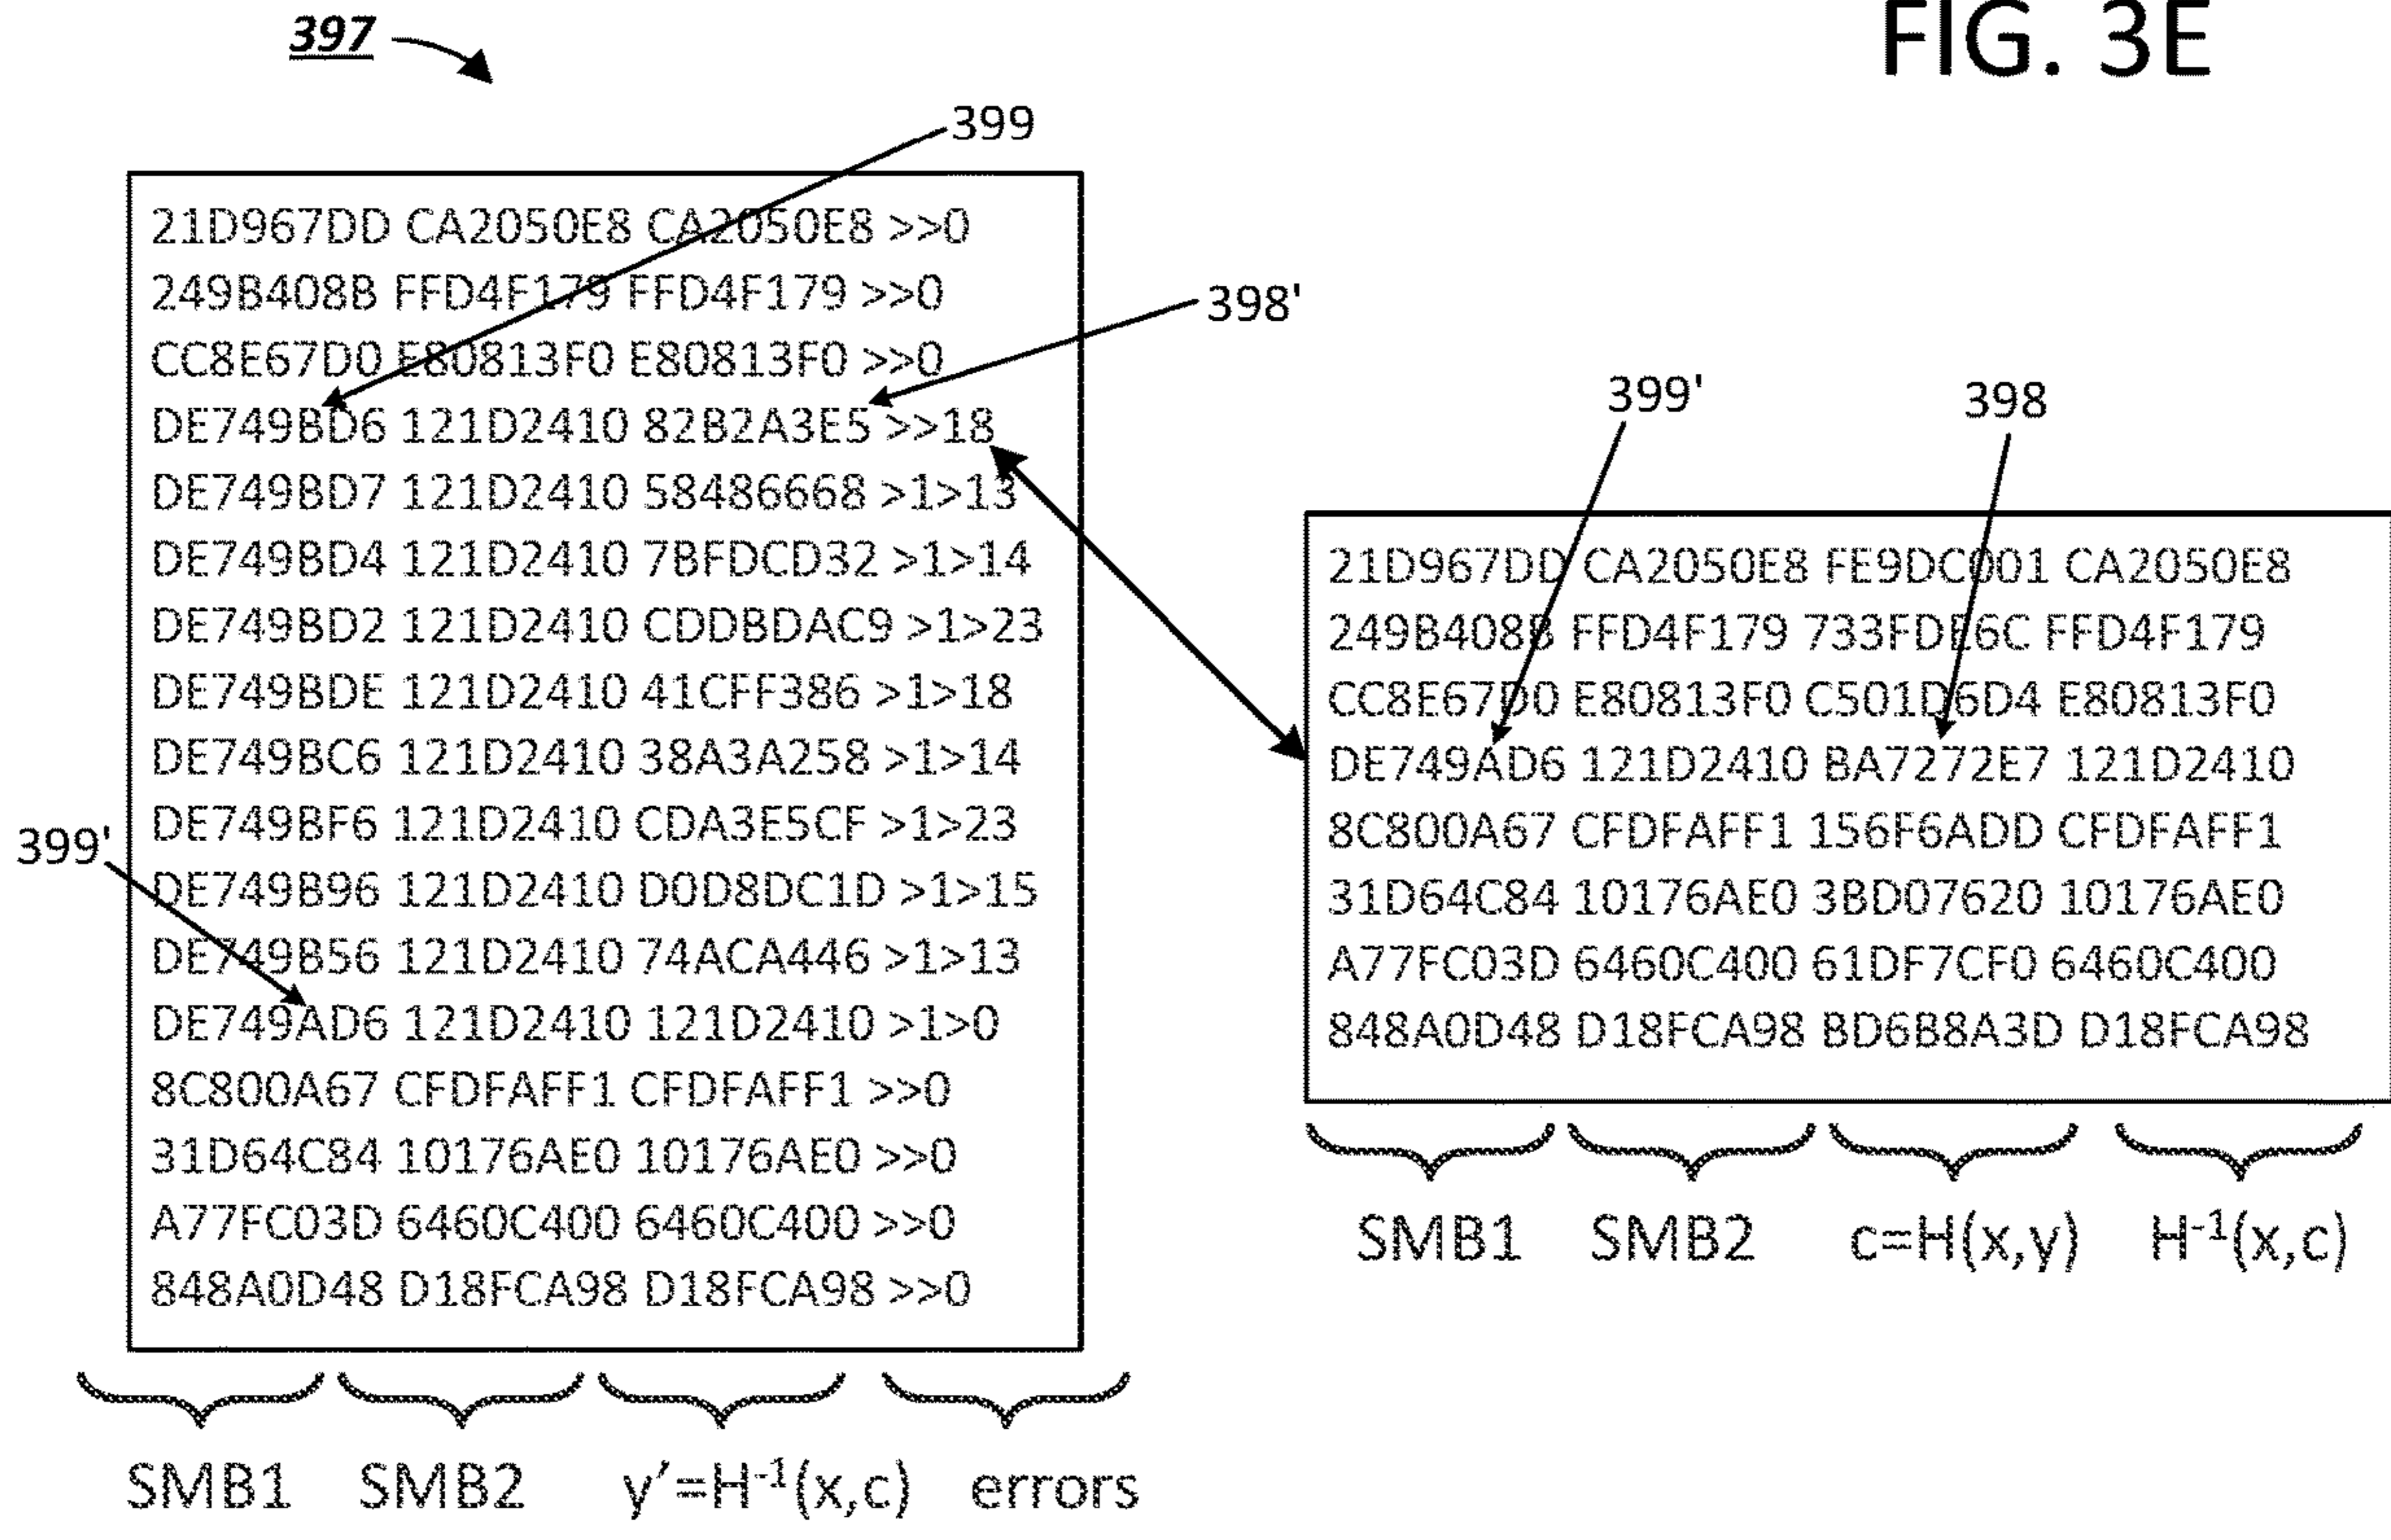 397
FIG. 3E
399
21D967DD CA2050E8 CA2050E8 >>0
249B408B FFD4F179 FFD4F179 >>0
CC8E67D0 E80813F0 E80813F0 >>0
DE749BD6 121D2410 82B2A3E5 >>18
DE749BD7 121D2410 58486668 >1>13
DE749BD4 121D2410 7BFDCD32 >1>14
DE749BD2 121D2410 CDDBDAC9 >1>23
DE749BDE 121D2410 41CFF386 >1>18
DE749BC6 121D2410 38A3A258 >1>14
DE749BF6 121D2410 CDA3E5CF >1>23
DE749B96 121D2410 D0D8DC1D >1>15
DE749B56 121D2410 74ACA446 >1>13
DE749AD6 121D2410 121D2410 >1>0
8C800A67 CFDFAFF1 CFDFAFF1 >>0
31D64C84 10176AE0 10176AE0 >>0
A77FC03D 6460C400 6460C400 >>0
848A0D48 D18FCA98 D18FCA98 >>0
399'
SMB1 SMB2 y'=H⁻¹(x,c) errors
398'
399'
398
21D967DD CA2050E8 FE9DC001 CA2050E8
249B408B FFD4F179 733FDE6C FFD4F179
CC8E67D0 E80813F0 C501D6D4 E80813F0
DE749AD6 121D2410 BA7272E7 121D2410
8C800A67 CFDFAFF1 156F6ADD CFDFAFF1
31D64C84 10176AE0 3BD07620 10176AE0
A77FC03D 6460C400 61DF7CF0 6460C400
848A0D48 D18FCA98 BD6B8A3D D18FCA98
SMB1 SMB2 c=H(x,y) H⁻¹(x,c)